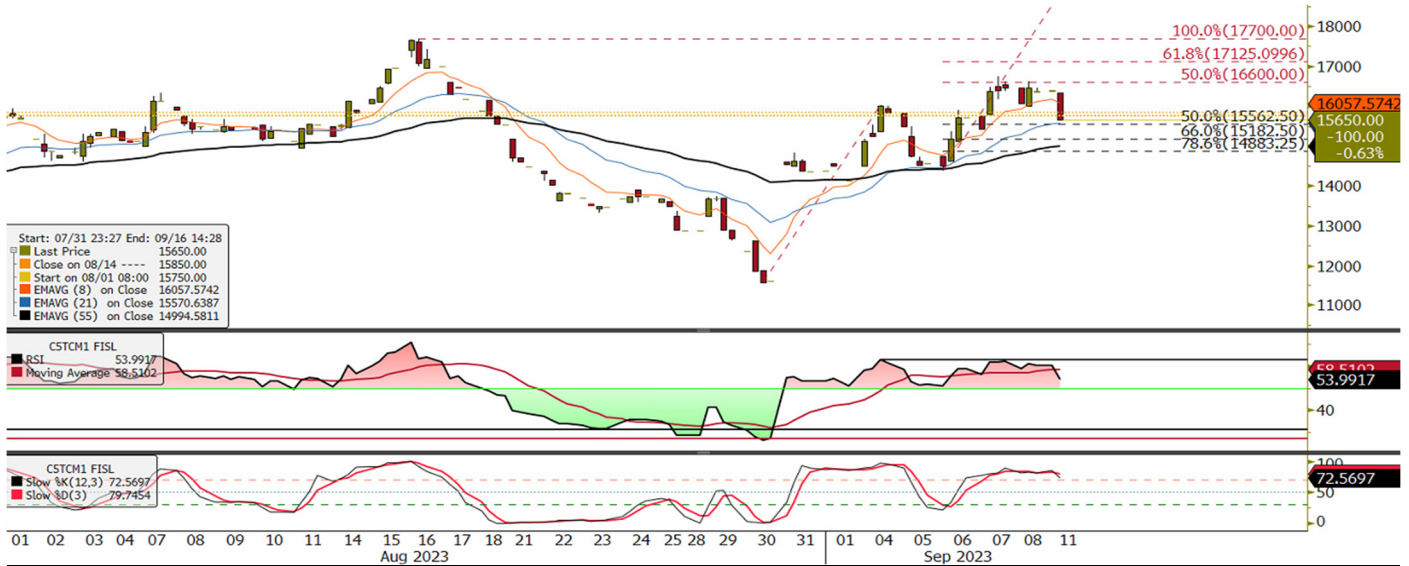 18000
100.0%(17700.00)
61.8%(17125.0996)
17000
50.0%(16600.00)
16057.5742
50.0%(15562.50)
15650.00
-100.00
-0.63%
66.0%(15182.50)
78.6%(14883.25)
14000
13000
12000
11000
Start: 07/31 23:27 End: 09/16 14:28
Last Price 15650.00
Close on 08/14 ---- 15850.00
Start on 08/01 08:00 15750.00
EMAVG (8) on Close 16057.5742
EMAVG (21) on Close 15570.6387
EMAVG (55) on Close 14994.5811
C5TCM1 FISL
RSI 53.9917
Moving Average 58.5102
58.5102
53.9917
40
C5TCM1 FISL
Slow %K(12,3) 72.5697
Slow %D(3) 79.7454
100
72.5697
50
0
01 02 03 04 07 08 09 10 11 14 15 16 17 18 21 22 23 24 25 28 29 30 31 01 04 05 06 07 08 11
Aug 2023 Sep 2023